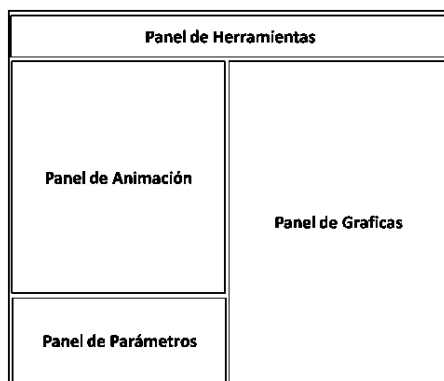 Panel de Herramientas
Panel de Animación
Panel de Graficas
Panel de Parámetros